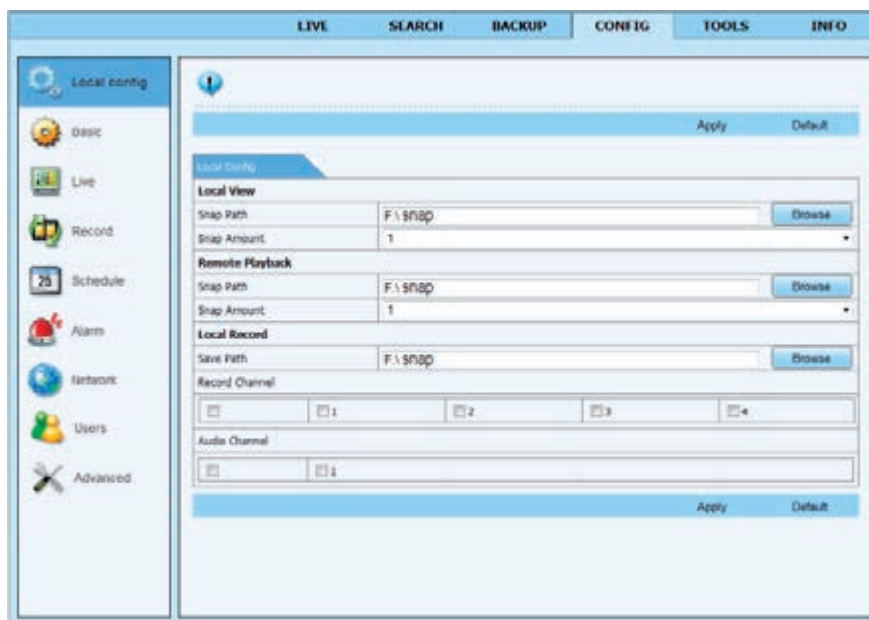 LIVE SEARCH BACKUP CONFIG TOOLS INFO
Local config
Basic
Live
Record
Schedule
Alarm
Network
Users
Advanced
Apply Default
Local Config
Local View
Snap Path F:\snap Browse
Snap Amount 1
Remote Playback
Snap Path F:\snap Browse
Snap Amount 1
Local Record
Save Path F:\snap Browse
Record Channel
1 2 3 4
Audio Channel
1
Apply Default